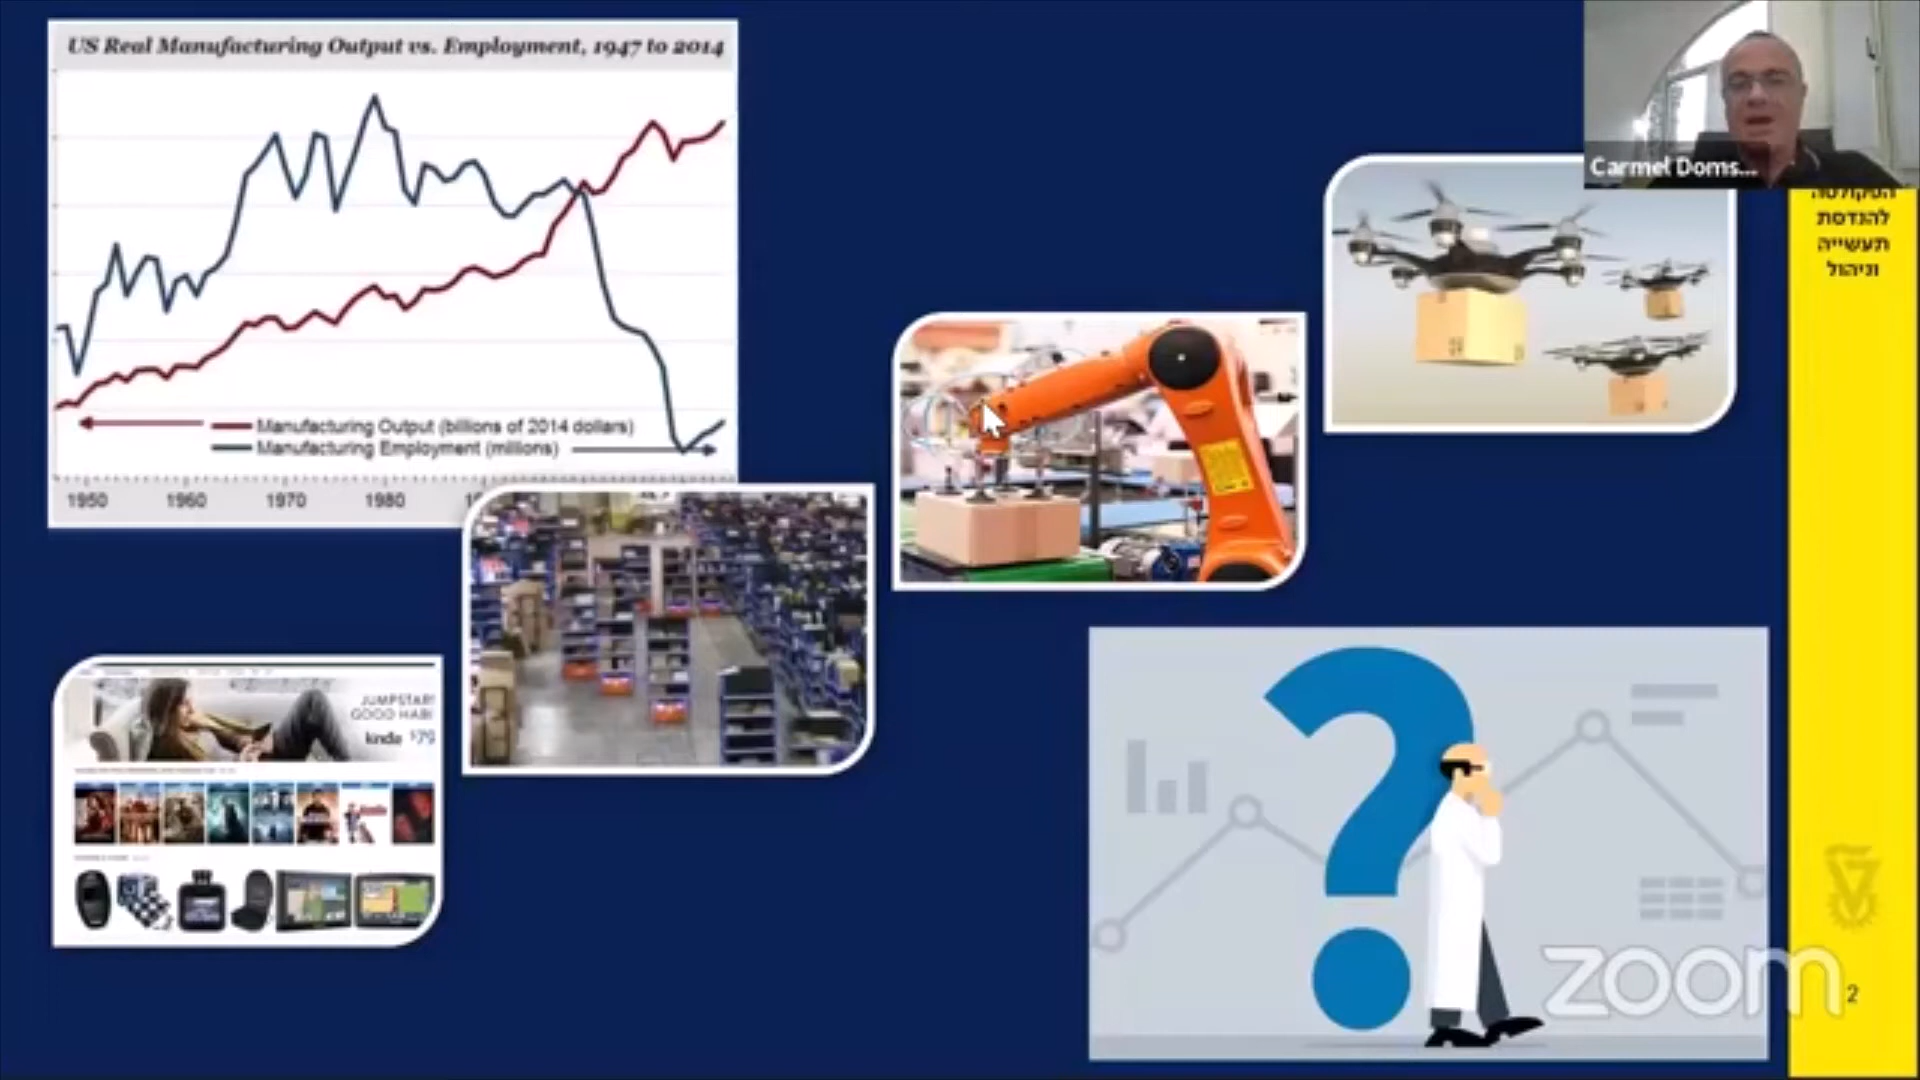 US Real Manufacturing Output vs. Employment, 1947 to 2014
Manufacturing Output (billions of 2014 dollars)
Manufacturing Employment (millions)
1950 1960 1970 1980
Carmel Doms...
הפקולטה
להנדסת
תעשייה
וניהול
JUMPSTAR
GOOD HABI
kindle $79
zoom
2